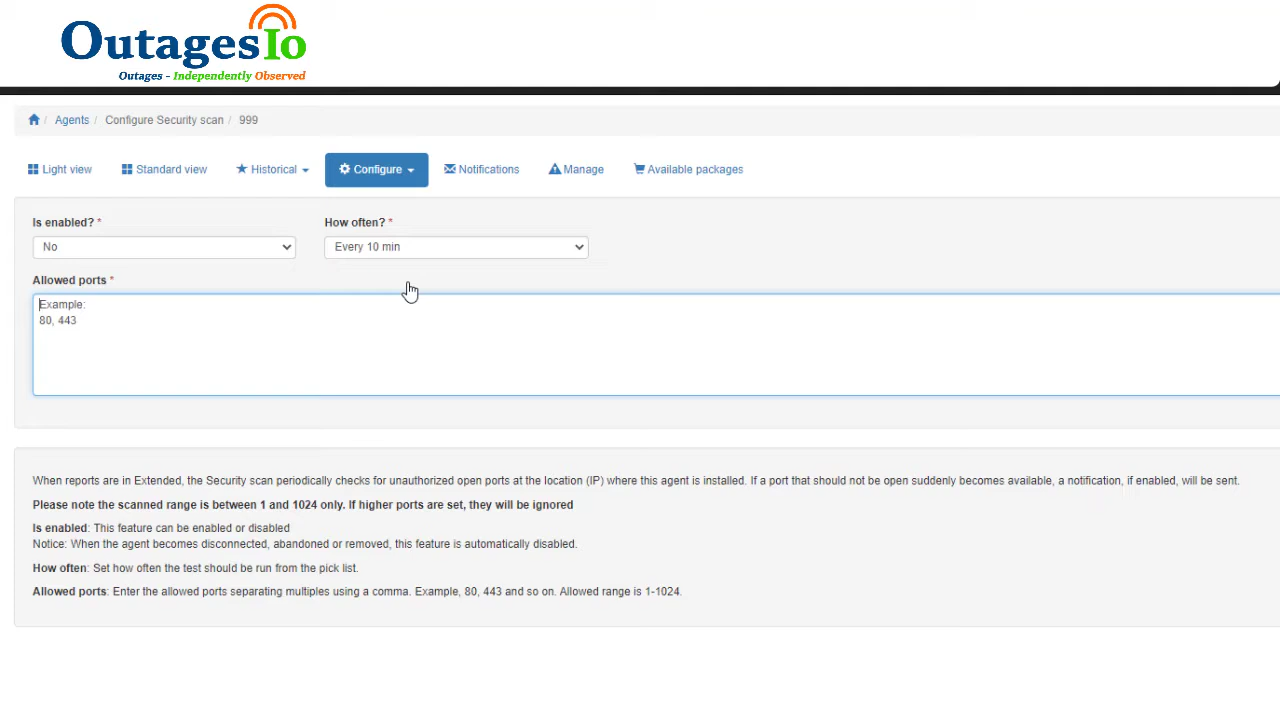 OutagesIo
Outages - Independently Observed
/ Agents / Configure Security scan / 999
Light view Standard view Historical Configure Notifications Manage Available packages
Is enabled? * How often? *
No Every 10 min
Allowed ports *
Example:
80, 443
When reports are in Extended, the Security scan periodically checks for unauthorized open ports at the location (IP) where this agent is installed. If a port that should not be open suddenly becomes available, a notification, if enabled, will be sent.
Please note the scanned range is between 1 and 1024 only. If higher ports are set, they will be ignored
Is enabled: This feature can be enabled or disabled
Notice: When the agent becomes disconnected, abandoned or removed, this feature is automatically disabled.
How often: Set how often the test should be run from the pick list.
Allowed ports: Enter the allowed ports separating multiples using a comma. Example, 80, 443 and so on. Allowed range is 1-1024.